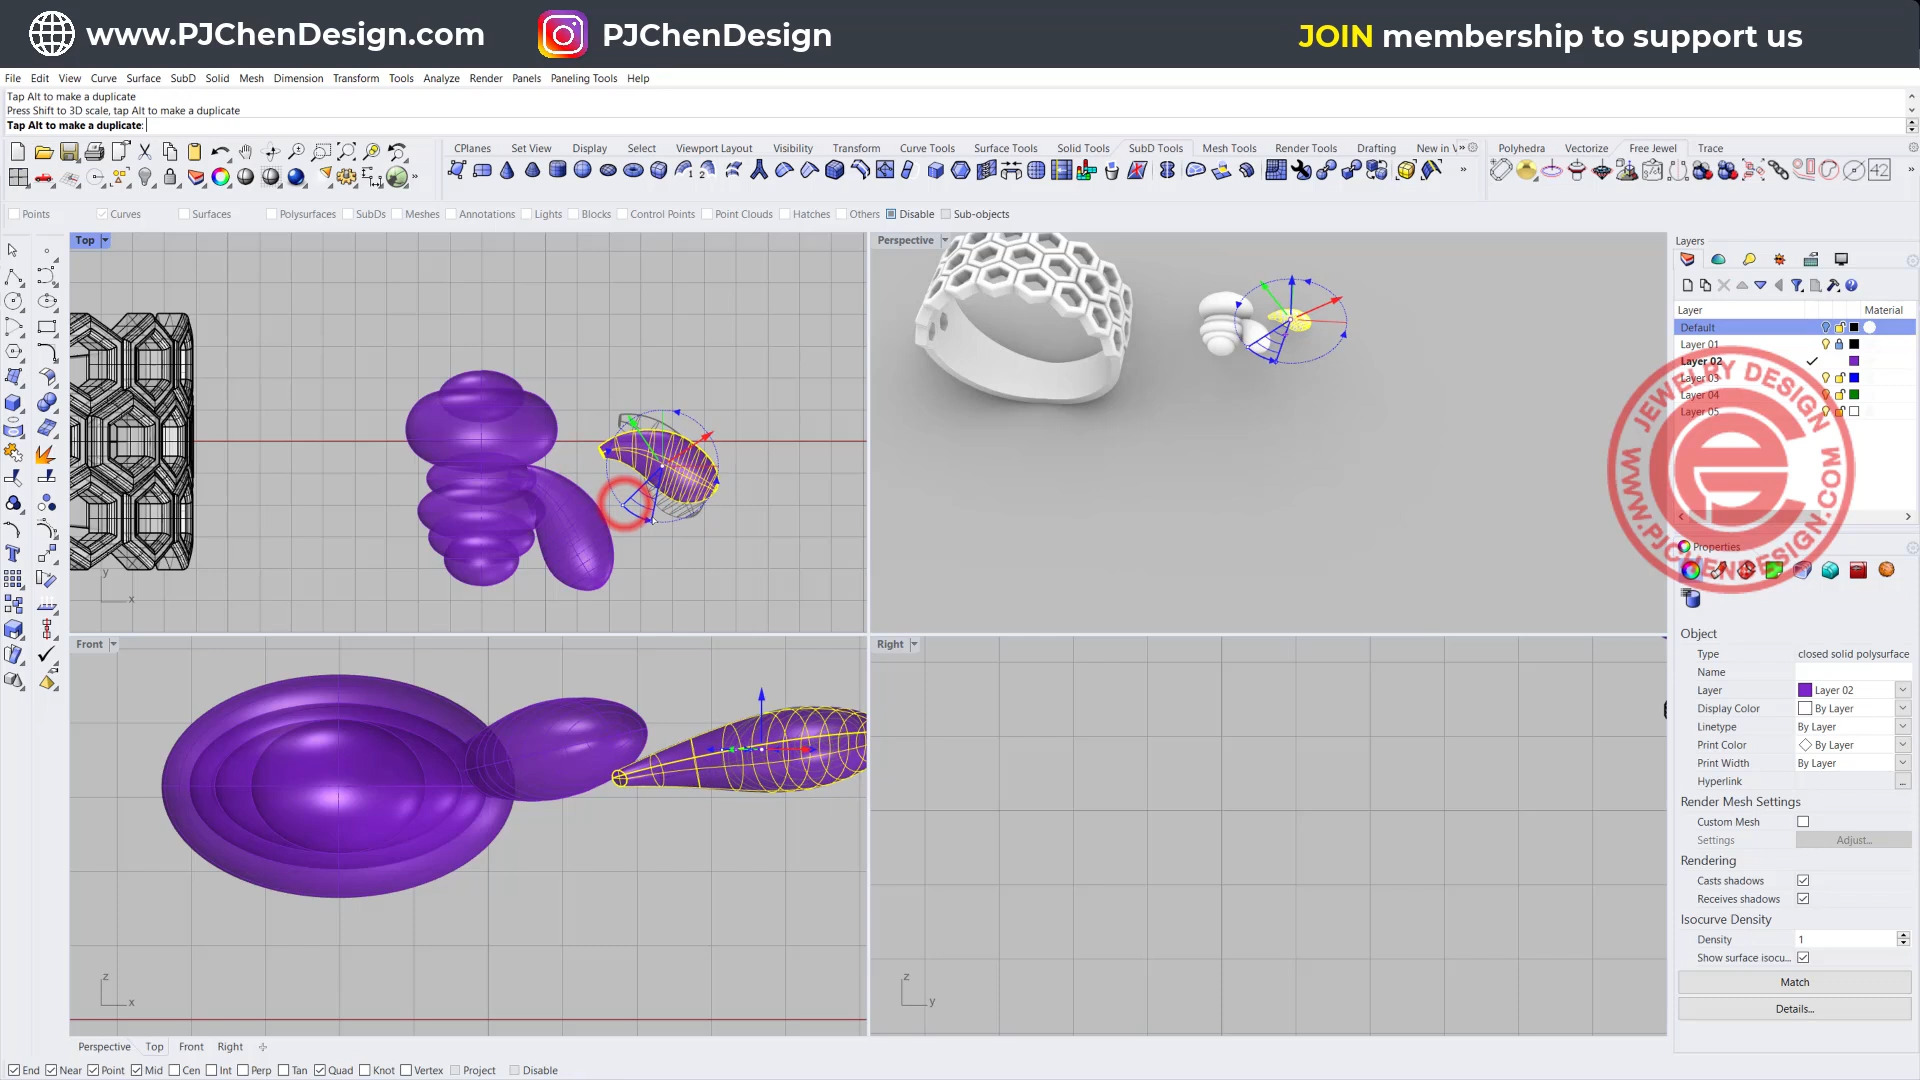 www.PJChenDesign.com PJChenDesign JOIN membership to support us
File Edit View Curve Surface SubD Solid Mesh Dimension Transform Tools Analyze Render Panels Paneling Tools Help
Tap Alt to make a duplicate
Press Shift to 3D scale, tap Alt to make a duplicate
Tap Alt to make a duplicate:
CPlanes Set View Display Select Viewport Layout Visibility Transform Curve Tools Surface Tools Solid Tools SubD Tools Mesh Tools Render Tools Drafting New in V Polyhedra Vectorize Free Jewel Trace
42
Points Curves Surfaces Polysurfaces SubDs Meshes Annotations Lights Blocks Control Points Point Clouds Hatches Others Disable Sub-objects
Top
Perspective
Layers
Layer Material
Default
Layer 01
Layer 02
Layer 03
Layer 04
Layer 05
JEWELRY DESIGN
WWW.PJCHENDESIGN.COM
y
x
Properties
Front
Right
Object
Type closed solid polysurface
Name
Layer Layer 02
Display Color By Layer
Linetype By Layer
Print Color By Layer
Print Width By Layer
Hyperlink ...
Render Mesh Settings
Custom Mesh
Settings Adjust...
Rendering
Casts shadows
Receives shadows
Isocurve Density
Density 1
Show surface isocu...
Match
Details...
z
x
z
y
Perspective Top Front Right
End Near Point Mid Cen Int Perp Tan Quad Knot Vertex Project Disable